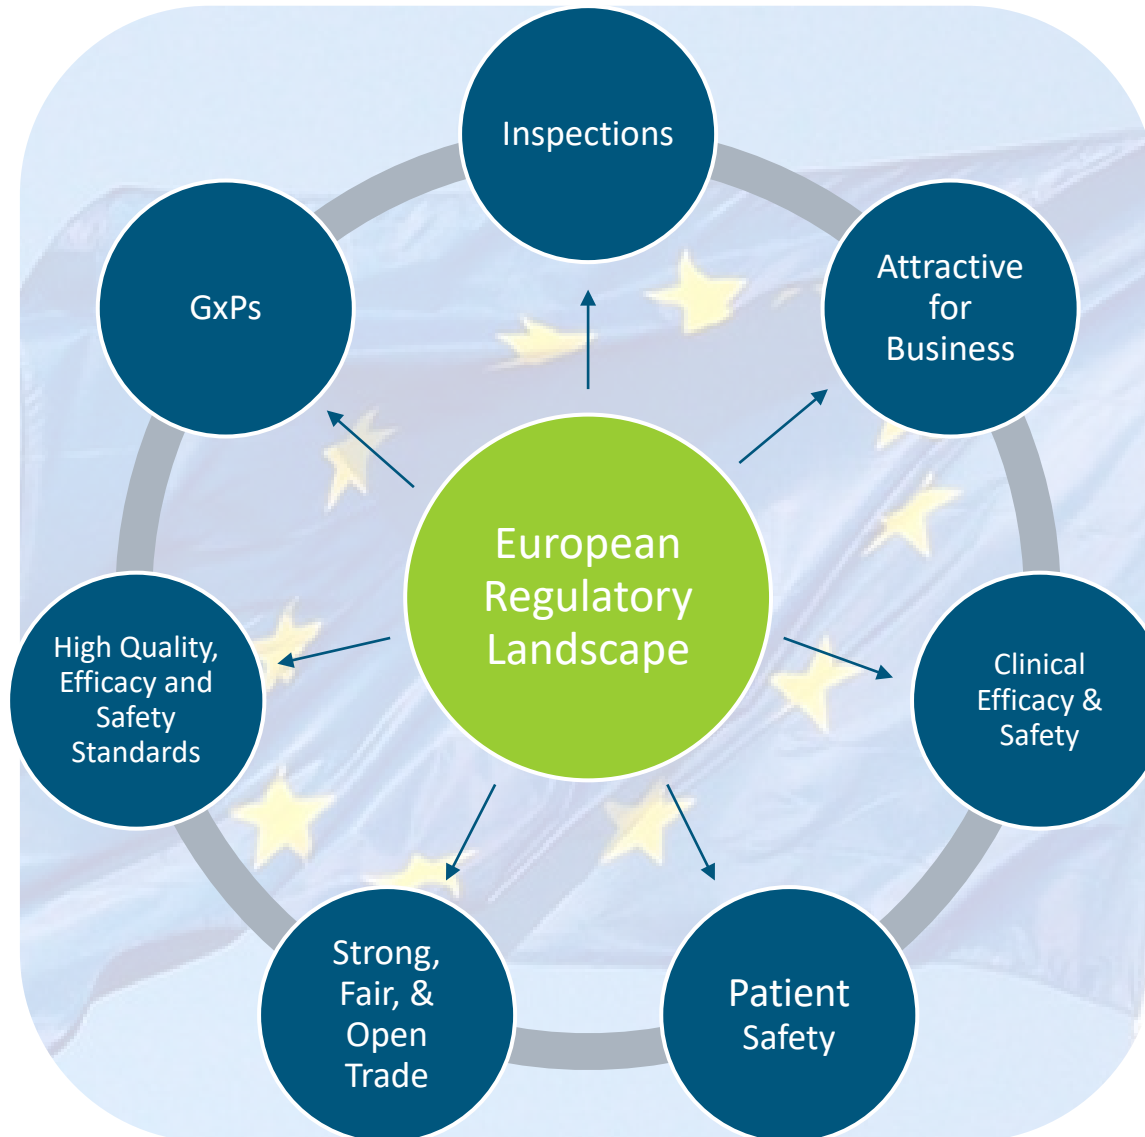 Inspections
Attractive
for
Business
GxPs
European
Regulatory
Landscape
High Quality,
Efficacy and
Safety
Standards
Clinical
Efficacy &
Safety
Strong,
Fair, &
Open
Trade
Patient
Safety